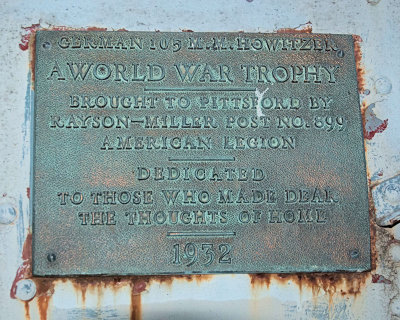 GERMAN 105 M.M. HOWITZER
A WORLD WAR TROPHY
BROUGHT TO PITTSFORD BY
RAYSON-MILLER POST NO. 899
AMERICAN LEGION
DEDICATED
TO THOSE WHO MADE DEAR
THE THOUGHTS OF HOME
1932